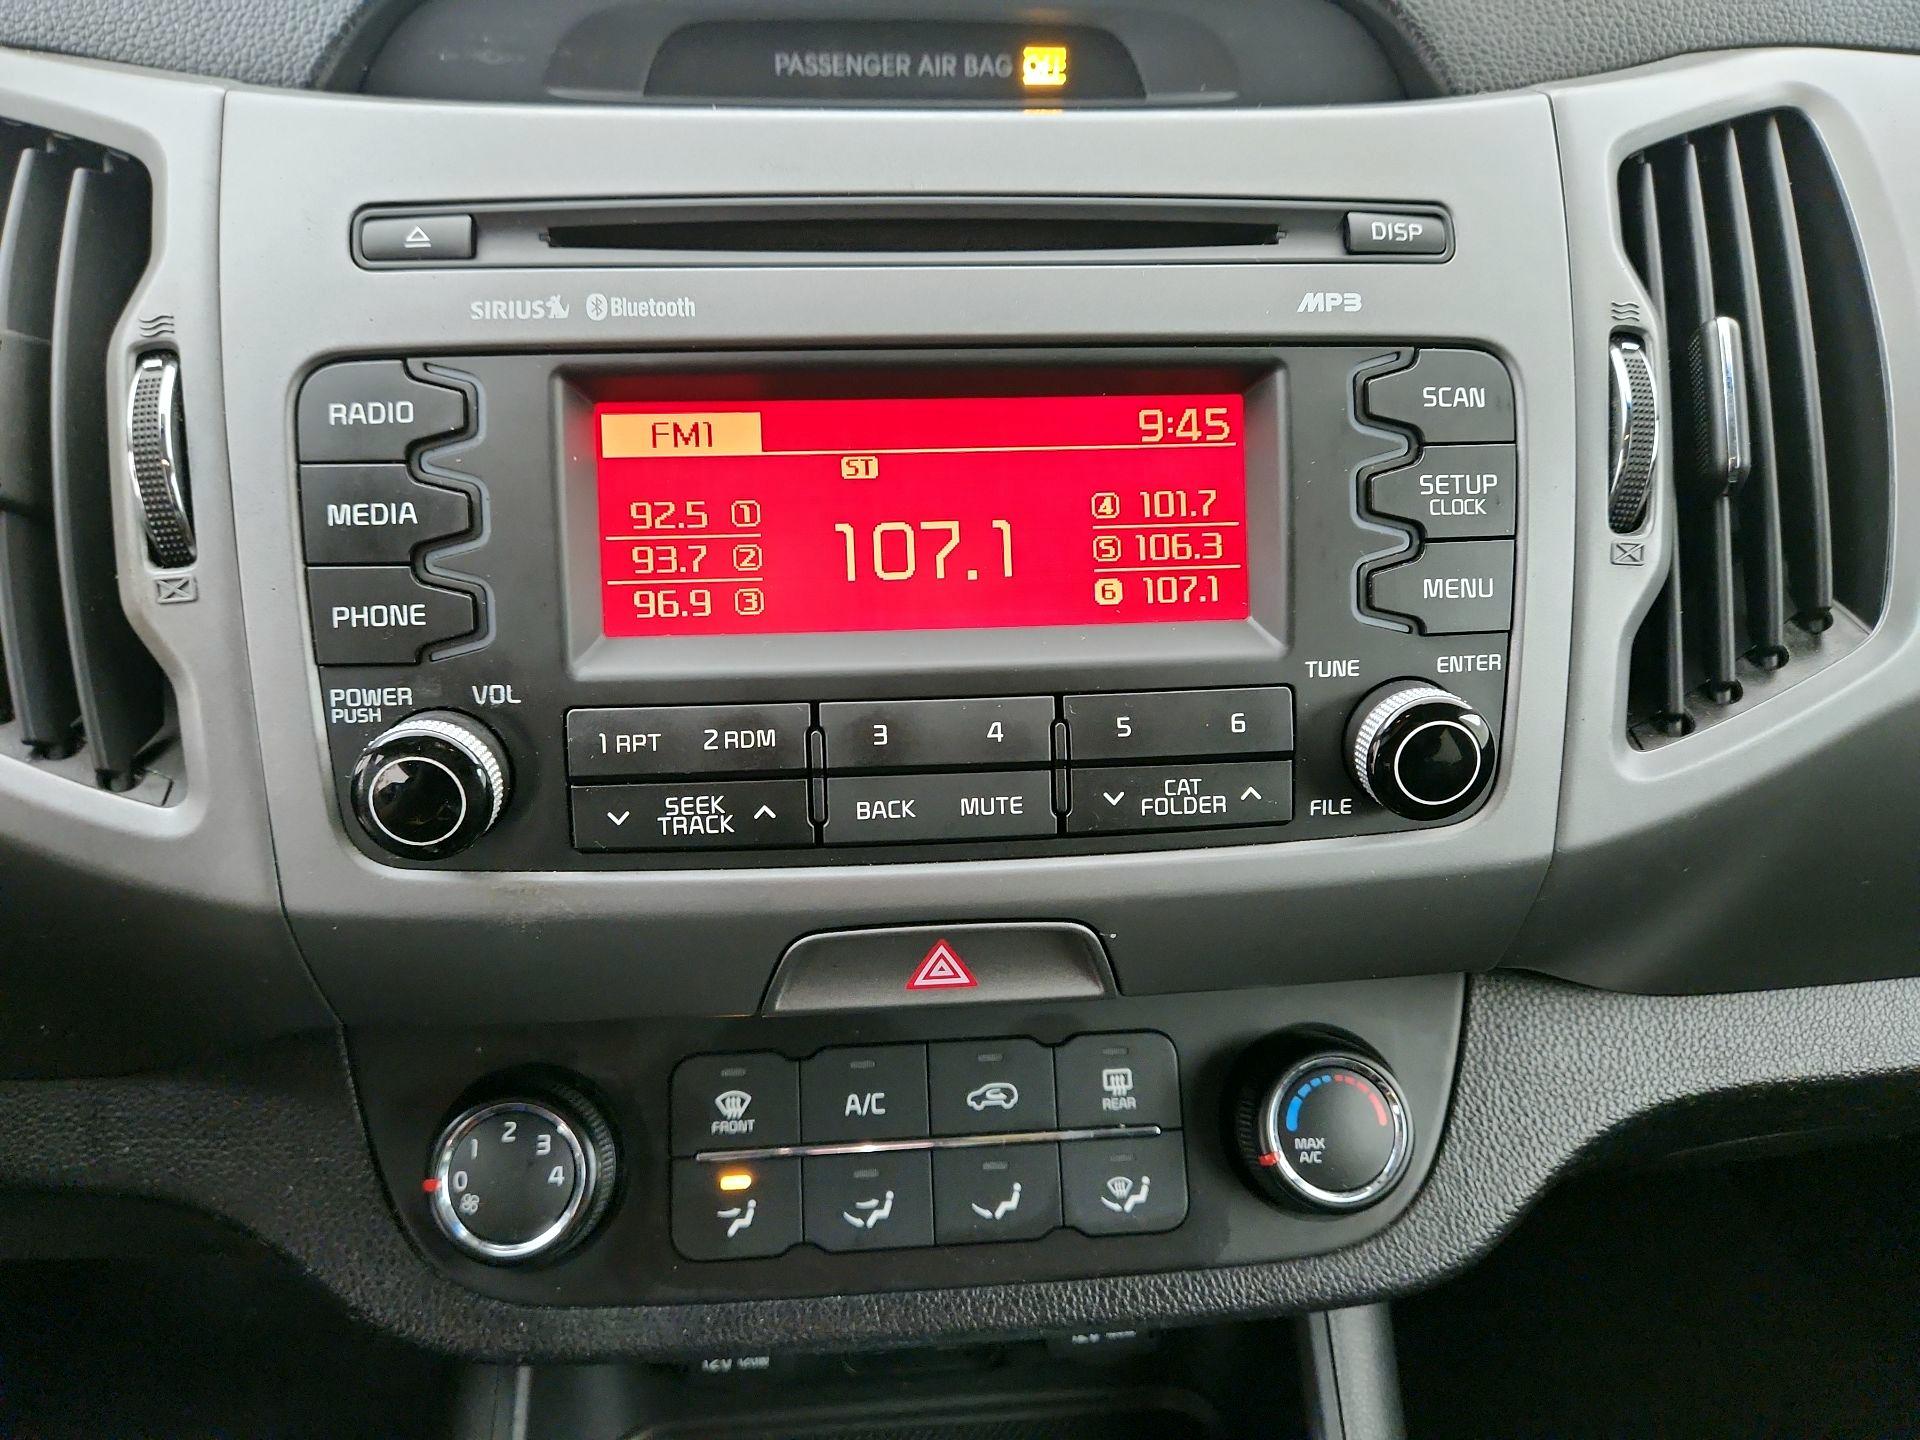 PASSENGER AIR BAG OFF
DISP
SIRIUS Bluetooth MP3
RADIO
MEDIA
PHONE
FM1 9:45
ST
92.5 1
93.7 2
96.9 3
107.1
4 101.7
5 106.3
6 107.1
SCAN
SETUP
CLOCK
MENU
POWER
PUSH
VOL
TUNE
ENTER
FILE
1 RPT 2 RDM 3 4 5 6
SEEK
TRACK
BACK MUTE
CAT
FOLDER
FRONT
A/C
REAR
0 1 2 3 4
MAX
A/C